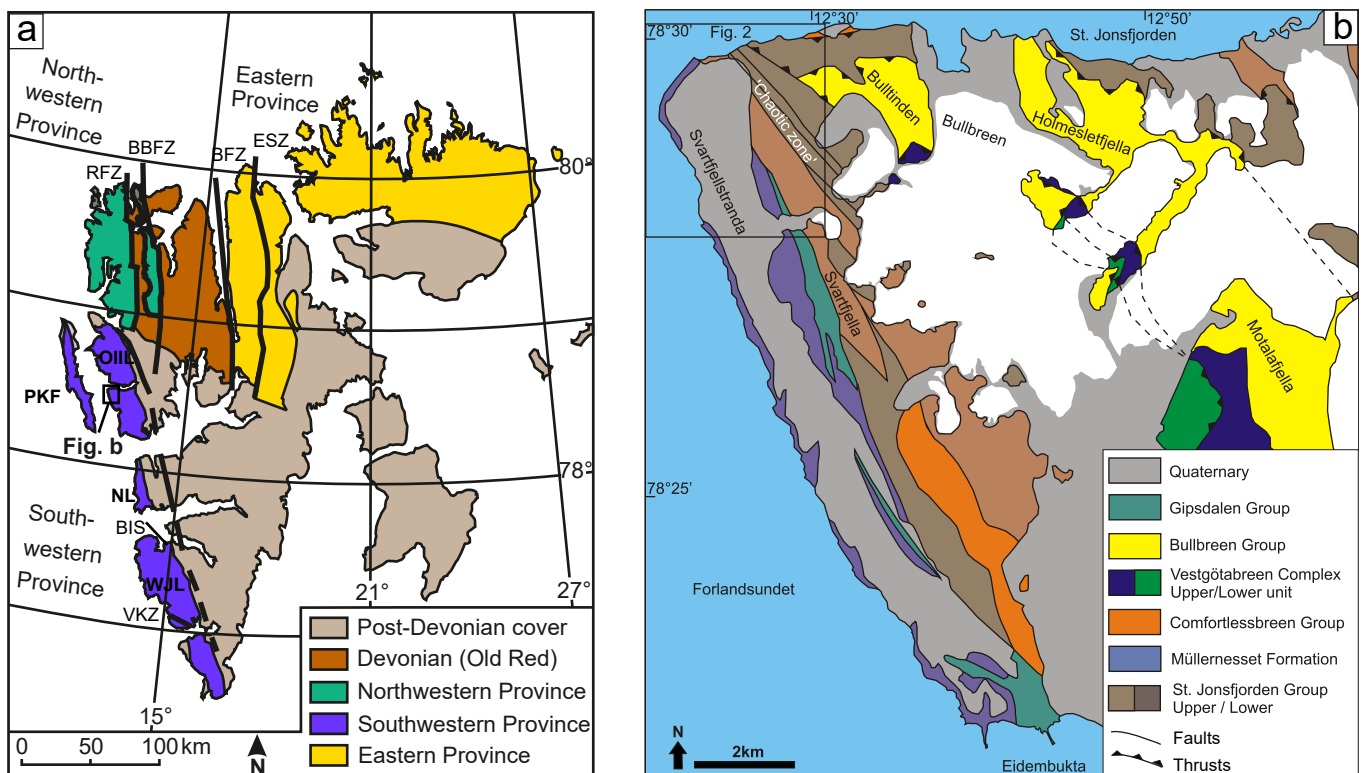 a
North-
western
Province
Eastern
Province
ESZ
BBFZ
BFZ
RFZ
80°
OIIL
PKF
Fig. b
78°
NL
BIS
South-
western
Province
WJL
VKZ
21°
27°
15°
Post-Devonian cover
Devonian (Old Red)
Northwestern Province
Southwestern Province
Eastern Province
0 50 100 km
N
b
12°30'
12°50'
78°30'
Fig. 2
St. Jonsfjorden
'Chaotic zone'
Bulltinden
Bullbreen
Holmesletfjella
Svartfjellstranda
Svartfjella
Motalafjella
78°25'
Forlandsundet
Quaternary
Gipsdalen Group
Bullbreen Group
Vestgötabreen Complex
Upper/Lower unit
Comfortlessbreen Group
Müllernesset Formation
St. Jonsfjorden Group
Upper / Lower
Faults
Thrusts
N
2km
Eidembukta